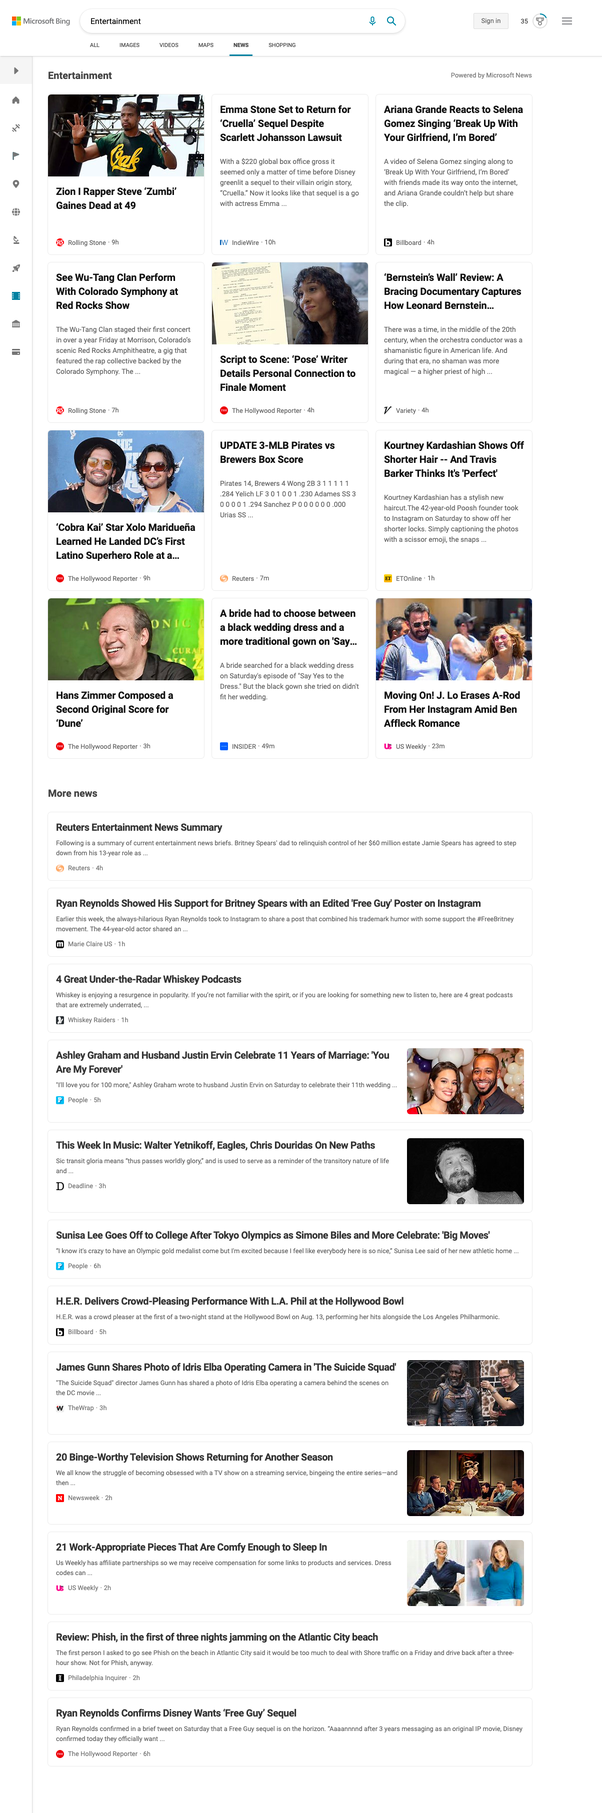 Microsoft Bing
Entertainment
Sign in
35
ALL IMAGES VIDEOS MAPS NEWS SHOPPING
Entertainment
Powered by Microsoft News
Zion I Rapper Steve ‘Zumbi’
Gaines Dead at 49
Rolling Stone · 9h
Emma Stone Set to Return for
‘Cruella’ Sequel Despite
Scarlett Johansson Lawsuit
With a $220 global box office gross it
seemed only a matter of time before Disney
greenlit a sequel to their villain origin story,
"Cruella." Now it looks like that sequel is a go
with actress Emma ...
IndieWire · 10h
Ariana Grande Reacts to Selena
Gomez Singing ‘Break Up With
Your Girlfriend, I’m Bored’
A video of Selena Gomez singing along to
‘Break Up With Your Girlfriend, I’m Bored’
with friends made its way onto the internet,
and Ariana Grande couldn’t help but share
the clip.
Billboard · 4h
See Wu-Tang Clan Perform
With Colorado Symphony at
Red Rocks Show
The Wu-Tang Clan staged their first concert
in over a year Friday at Morrison, Colorado’s
scenic Red Rocks Amphitheatre, a gig that
featured the rap collective backed by the
Colorado Symphony. The ...
Rolling Stone · 7h
Script to Scene: ‘Pose’ Writer
Details Personal Connection to
Finale Moment
The Hollywood Reporter · 4h
‘Bernstein’s Wall’ Review: A
Bracing Documentary Captures
How Leonard Bernstein…
There was a time, in the middle of the 20th
century, when the orchestra conductor was a
shamanistic figure in American life. And
during that era, no shaman was more
magical — a higher priest of high ...
Variety · 4h
‘Cobra Kai’ Star Xolo Maridueña
Learned He Landed DC’s First
Latino Superhero Role at a…
The Hollywood Reporter · 9h
UPDATE 3-MLB Pirates vs
Brewers Box Score
Pirates 14, Brewers 4 Wong 2B 3 1 1 1 1 1
.284 Yelich LF 3 0 1 0 0 1 .230 Adames SS 3
0 0 0 0 1 .294 Sanchez P 0 0 0 0 0 0 .000
Urias SS ...
Reuters · 7m
Kourtney Kardashian Shows Off
Shorter Hair -- And Travis
Barker Thinks It's 'Perfect'
Kourtney Kardashian has a stylish new
haircut.The 42-year-old Poosh founder took
to Instagram on Saturday to show off her
shorter locks. Simply captioning the photos
with a scissor emoji, the snaps ...
ETOnline · 1h
Hans Zimmer Composed a
Second Original Score for
‘Dune’
The Hollywood Reporter · 3h
A bride had to choose between
a black wedding dress and a
more traditional gown on 'Say…
A bride searched for a black wedding dress
on Saturday's episode of "Say Yes to the
Dress." But the black gown she tried on didn't
fit her wedding.
INSIDER · 49m
Moving On! J. Lo Erases A-Rod
From Her Instagram Amid Ben
Affleck Romance
US Weekly · 23m
More news
Reuters Entertainment News Summary
Following is a summary of current entertainment news briefs. Britney Spears' dad to relinquish control of her $60 million estate Jamie Spears has agreed to step
down from his 13-year role as ...
Reuters · 4h
Ryan Reynolds Showed His Support for Britney Spears with an Edited 'Free Guy' Poster on Instagram
Earlier this week, the always-hilarious Ryan Reynolds took to Instagram to share a post that combined his trademark humor with some support the #FreeBritney
movement. The 44-year-old actor shared an ...
Marie Claire US · 1h
4 Great Under-the-Radar Whiskey Podcasts
Whiskey is enjoying a resurgence in popularity. If you're not familiar with the spirit, or if you are looking for something new to listen to, here are 4 great podcasts
that are extremely underrated, ...
Whiskey Raiders · 1h
Ashley Graham and Husband Justin Ervin Celebrate 11 Years of Marriage: 'You
Are My Forever'
"I'll love you for 100 more," Ashley Graham wrote to husband Justin Ervin on Saturday to celebrate their 11th wedding ...
People · 5h
This Week In Music: Walter Yetnikoff, Eagles, Chris Douridas On New Paths
Sic transit gloria means “thus passes worldly glory,” and is used to serve as a reminder of the transitory nature of life
and ...
Deadline · 3h
Sunisa Lee Goes Off to College After Tokyo Olympics as Simone Biles and More Celebrate: 'Big Moves'
"I know it's crazy to have an Olympic gold medalist come but I'm excited because I feel like everybody here is so nice," Sunisa Lee said of her new athletic home ...
People · 6h
H.E.R. Delivers Crowd-Pleasing Performance With L.A. Phil at the Hollywood Bowl
H.E.R. was a crowd pleaser at the first of a two-night stand at the Hollywood Bowl on Aug. 13, performing her hits alongside the Los Angeles Philharmonic.
Billboard · 5h
James Gunn Shares Photo of Idris Elba Operating Camera in 'The Suicide Squad'
"The Suicide Squad" director James Gunn has shared a photo of Idris Elba operating a camera behind the scenes on
the DC movie ...
TheWrap · 3h
20 Binge-Worthy Television Shows Returning for Another Season
We all know the struggle of becoming obsessed with a TV show on a streaming service, bingeing the entire series—and
then ...
Newsweek · 2h
21 Work-Appropriate Pieces That Are Comfy Enough to Sleep In
Us Weekly has affiliate partnerships so we may receive compensation for some links to products and services. Dress
codes can ...
US Weekly · 2h
Review: Phish, in the first of three nights jamming on the Atlantic City beach
The first person I asked to go see Phish on the beach in Atlantic City said it would be too much to deal with Shore traffic on a Friday and drive back after a three-
hour show. Not for Phish, anyway.
Philadelphia Inquirer · 2h
Ryan Reynolds Confirms Disney Wants ‘Free Guy’ Sequel
Ryan Reynolds confirmed in a brief tweet on Saturday that a Free Guy sequel is on the horizon. “Aaannnnd after 3 years messaging as an original IP movie, Disney
confirmed today they officially want ...
The Hollywood Reporter · 6h